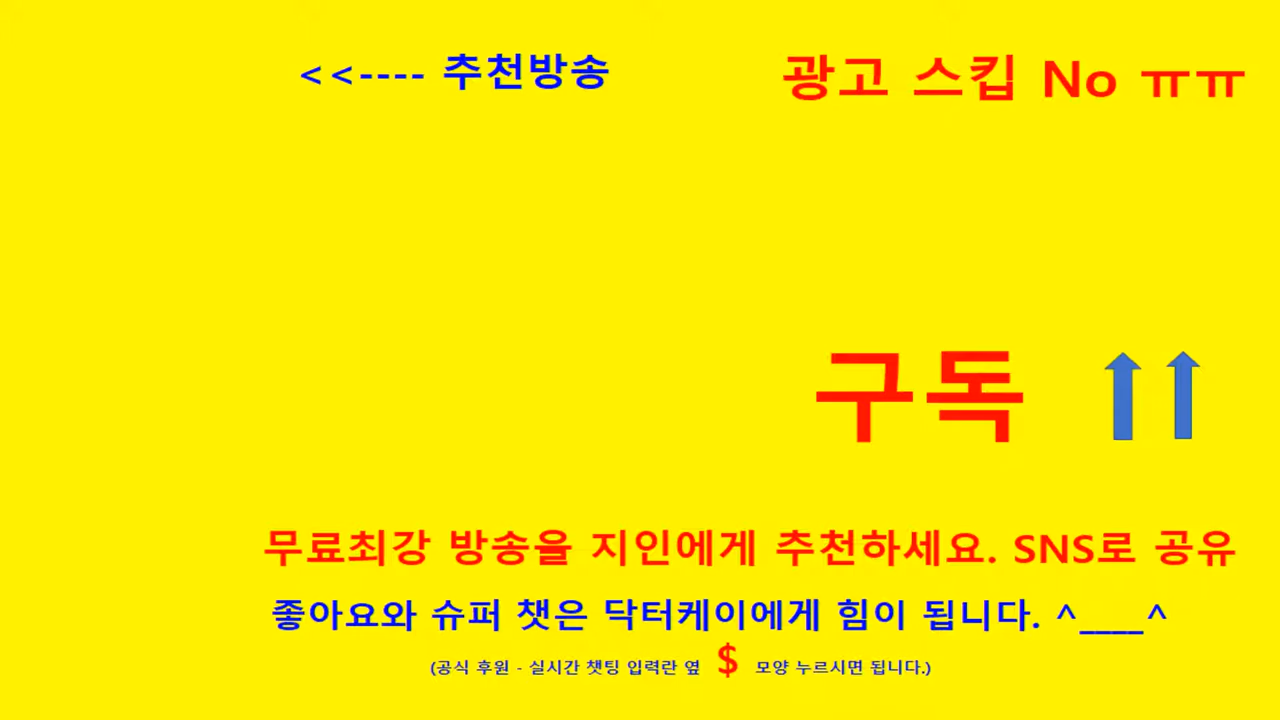 <<---- 추천방송
광고 스킵 No ㅠㅠ
구독
무료최강 방송을 지인에게 추천하세요. SNS로 공유
좋아요와 슈퍼 챗은 닥터케이에게 힘이 됩니다. ^____^
(공식 후원 - 실시간 챗팅 입력란 옆 $ 모양 누르시면 됩니다.)